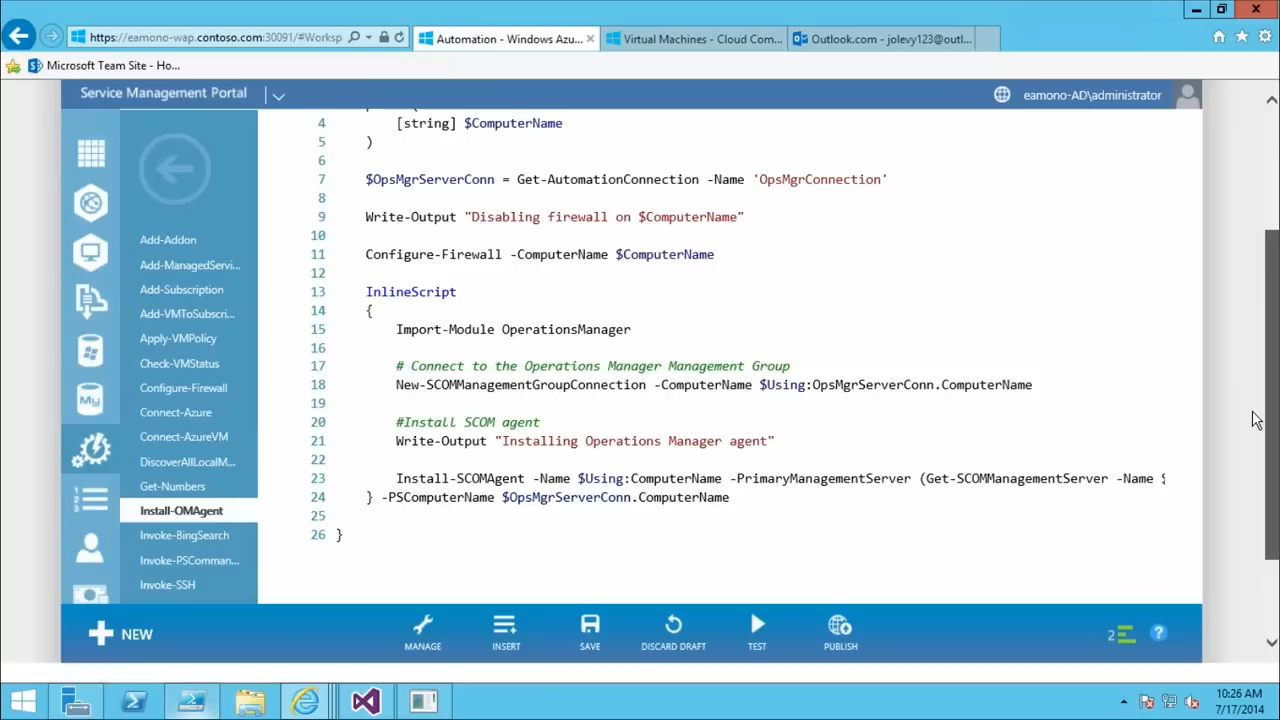 https://eamono-wap.contoso.com:30091/#Worksp
Automation - Windows Azu...
Virtual Machines - Cloud Com...
Outlook.com - jolevy123@outl...
Microsoft Team Site - Ho...
Service Management Portal
eamono-AD\administrator
4 [string] $ComputerName
5 )
6
7 $OpsMgrServerConn = Get-AutomationConnection -Name 'OpsMgrConnection'
8
9 Write-Output "Disabling firewall on $ComputerName"
10
11 Configure-Firewall -ComputerName $ComputerName
12
13 InlineScript
14 {
15 Import-Module OperationsManager
16
17 # Connect to the Operations Manager Management Group
18 New-SCOMManagementGroupConnection -ComputerName $Using:OpsMgrServerConn.ComputerName
19
20 #Install SCOM agent
21 Write-Output "Installing Operations Manager agent"
22
23 Install-SCOMAgent -Name $Using:ComputerName -PrimaryManagementServer (Get-SCOMManagementServer -Name $
24 } -PSComputerName $OpsMgrServerConn.ComputerName
25
26 }
Add-Addon
Add-ManagedServi...
Add-Subscription
Add-VMToSubscri...
Apply-VMPolicy
Check-VMStatus
Configure-Firewall
Connect-Azure
Connect-AzureVM
DiscoverAllLocalM...
Get-Numbers
Install-OMAgent
Invoke-BingSearch
Invoke-PSComman...
Invoke-SSH
My
1
2
3
NEW
MANAGE
INSERT
SAVE
DISCARD DRAFT
TEST
PUBLISH
2
?
10:26 AM
7/17/2014